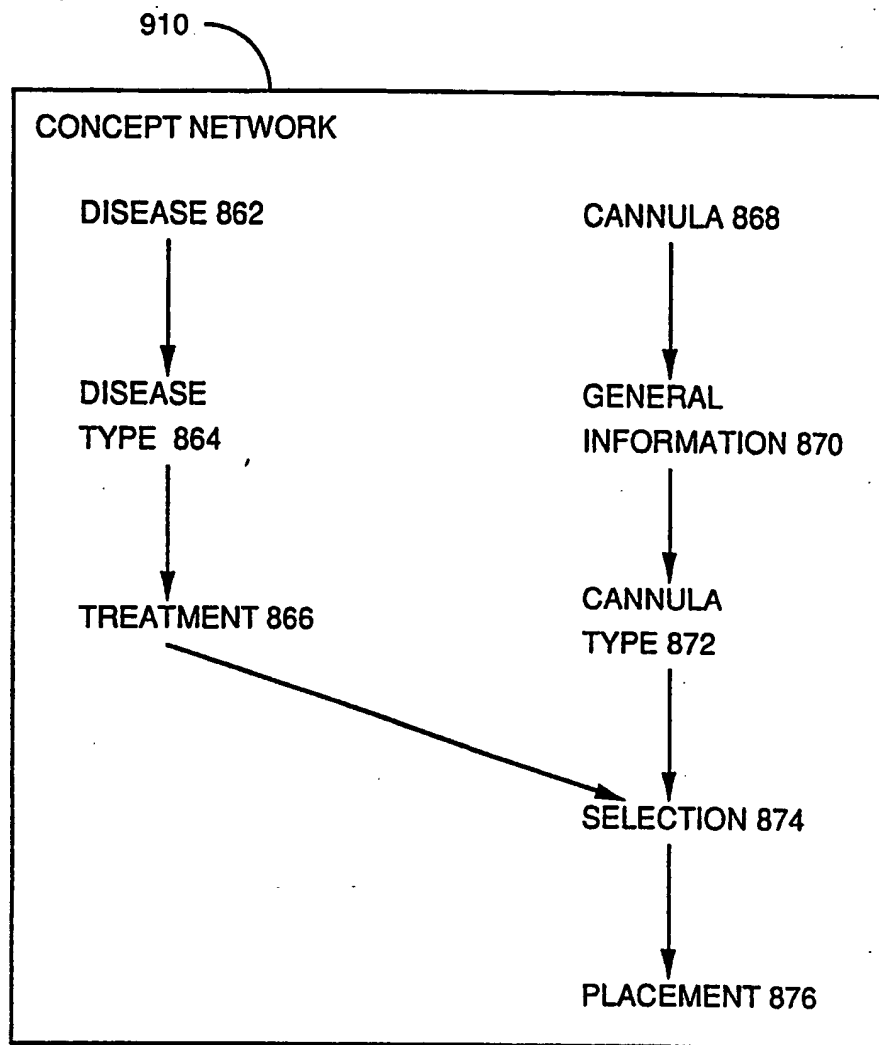 910
CONCEPT NETWORK
DISEASE 862
CANNULA 868
DISEASE
TYPE 864
GENERAL
INFORMATION 870
TREATMENT 866
CANNULA
TYPE 872
SELECTION 874
PLACEMENT 876